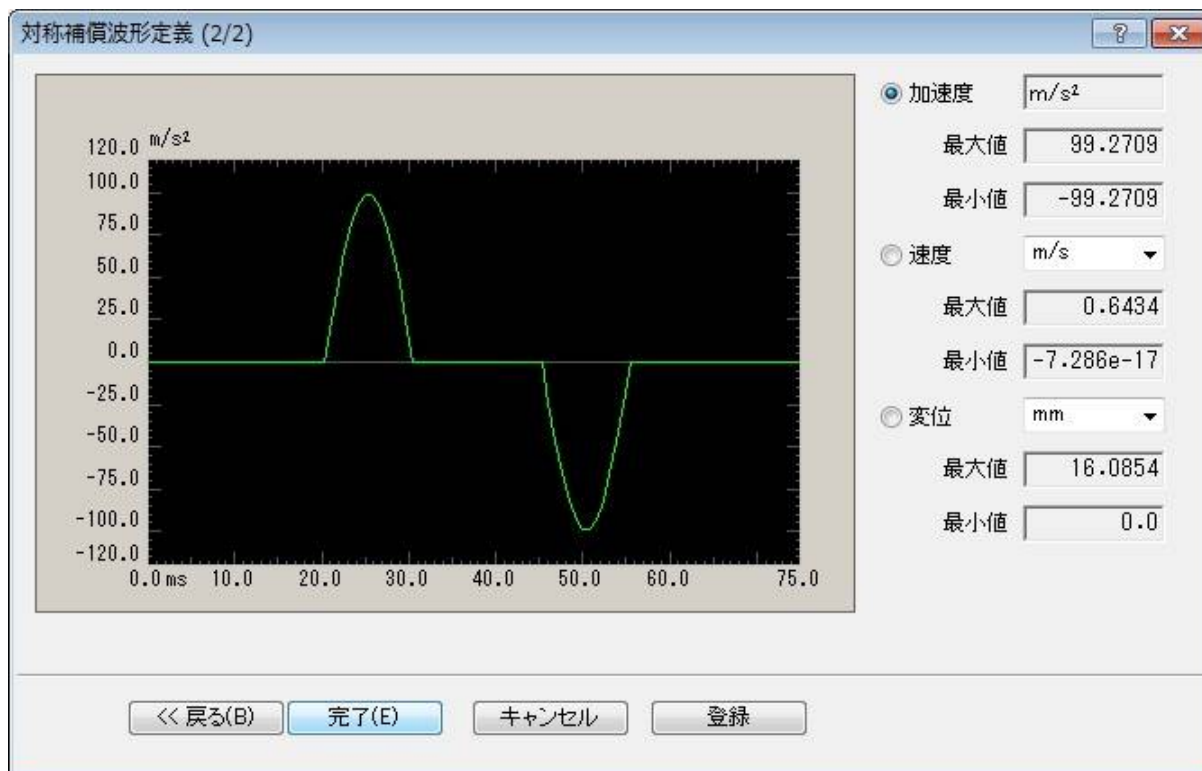 対称補償波形定義 (2/2)
m/s²
120.0
100.0
75.0
50.0
25.0
0.0
-25.0
-50.0
-75.0
-100.0
-120.0
0.0 ms 10.0 20.0 30.0 40.0 50.0 60.0 75.0
加速度 m/s²
最大値 99.2709
最小値 -99.2709
速度 m/s
最大値 0.6434
最小値 -7.286e-17
変位 mm
最大値 16.0854
最小値 0.0
<< 戻る(B) 完了(E) キャンセル 登録